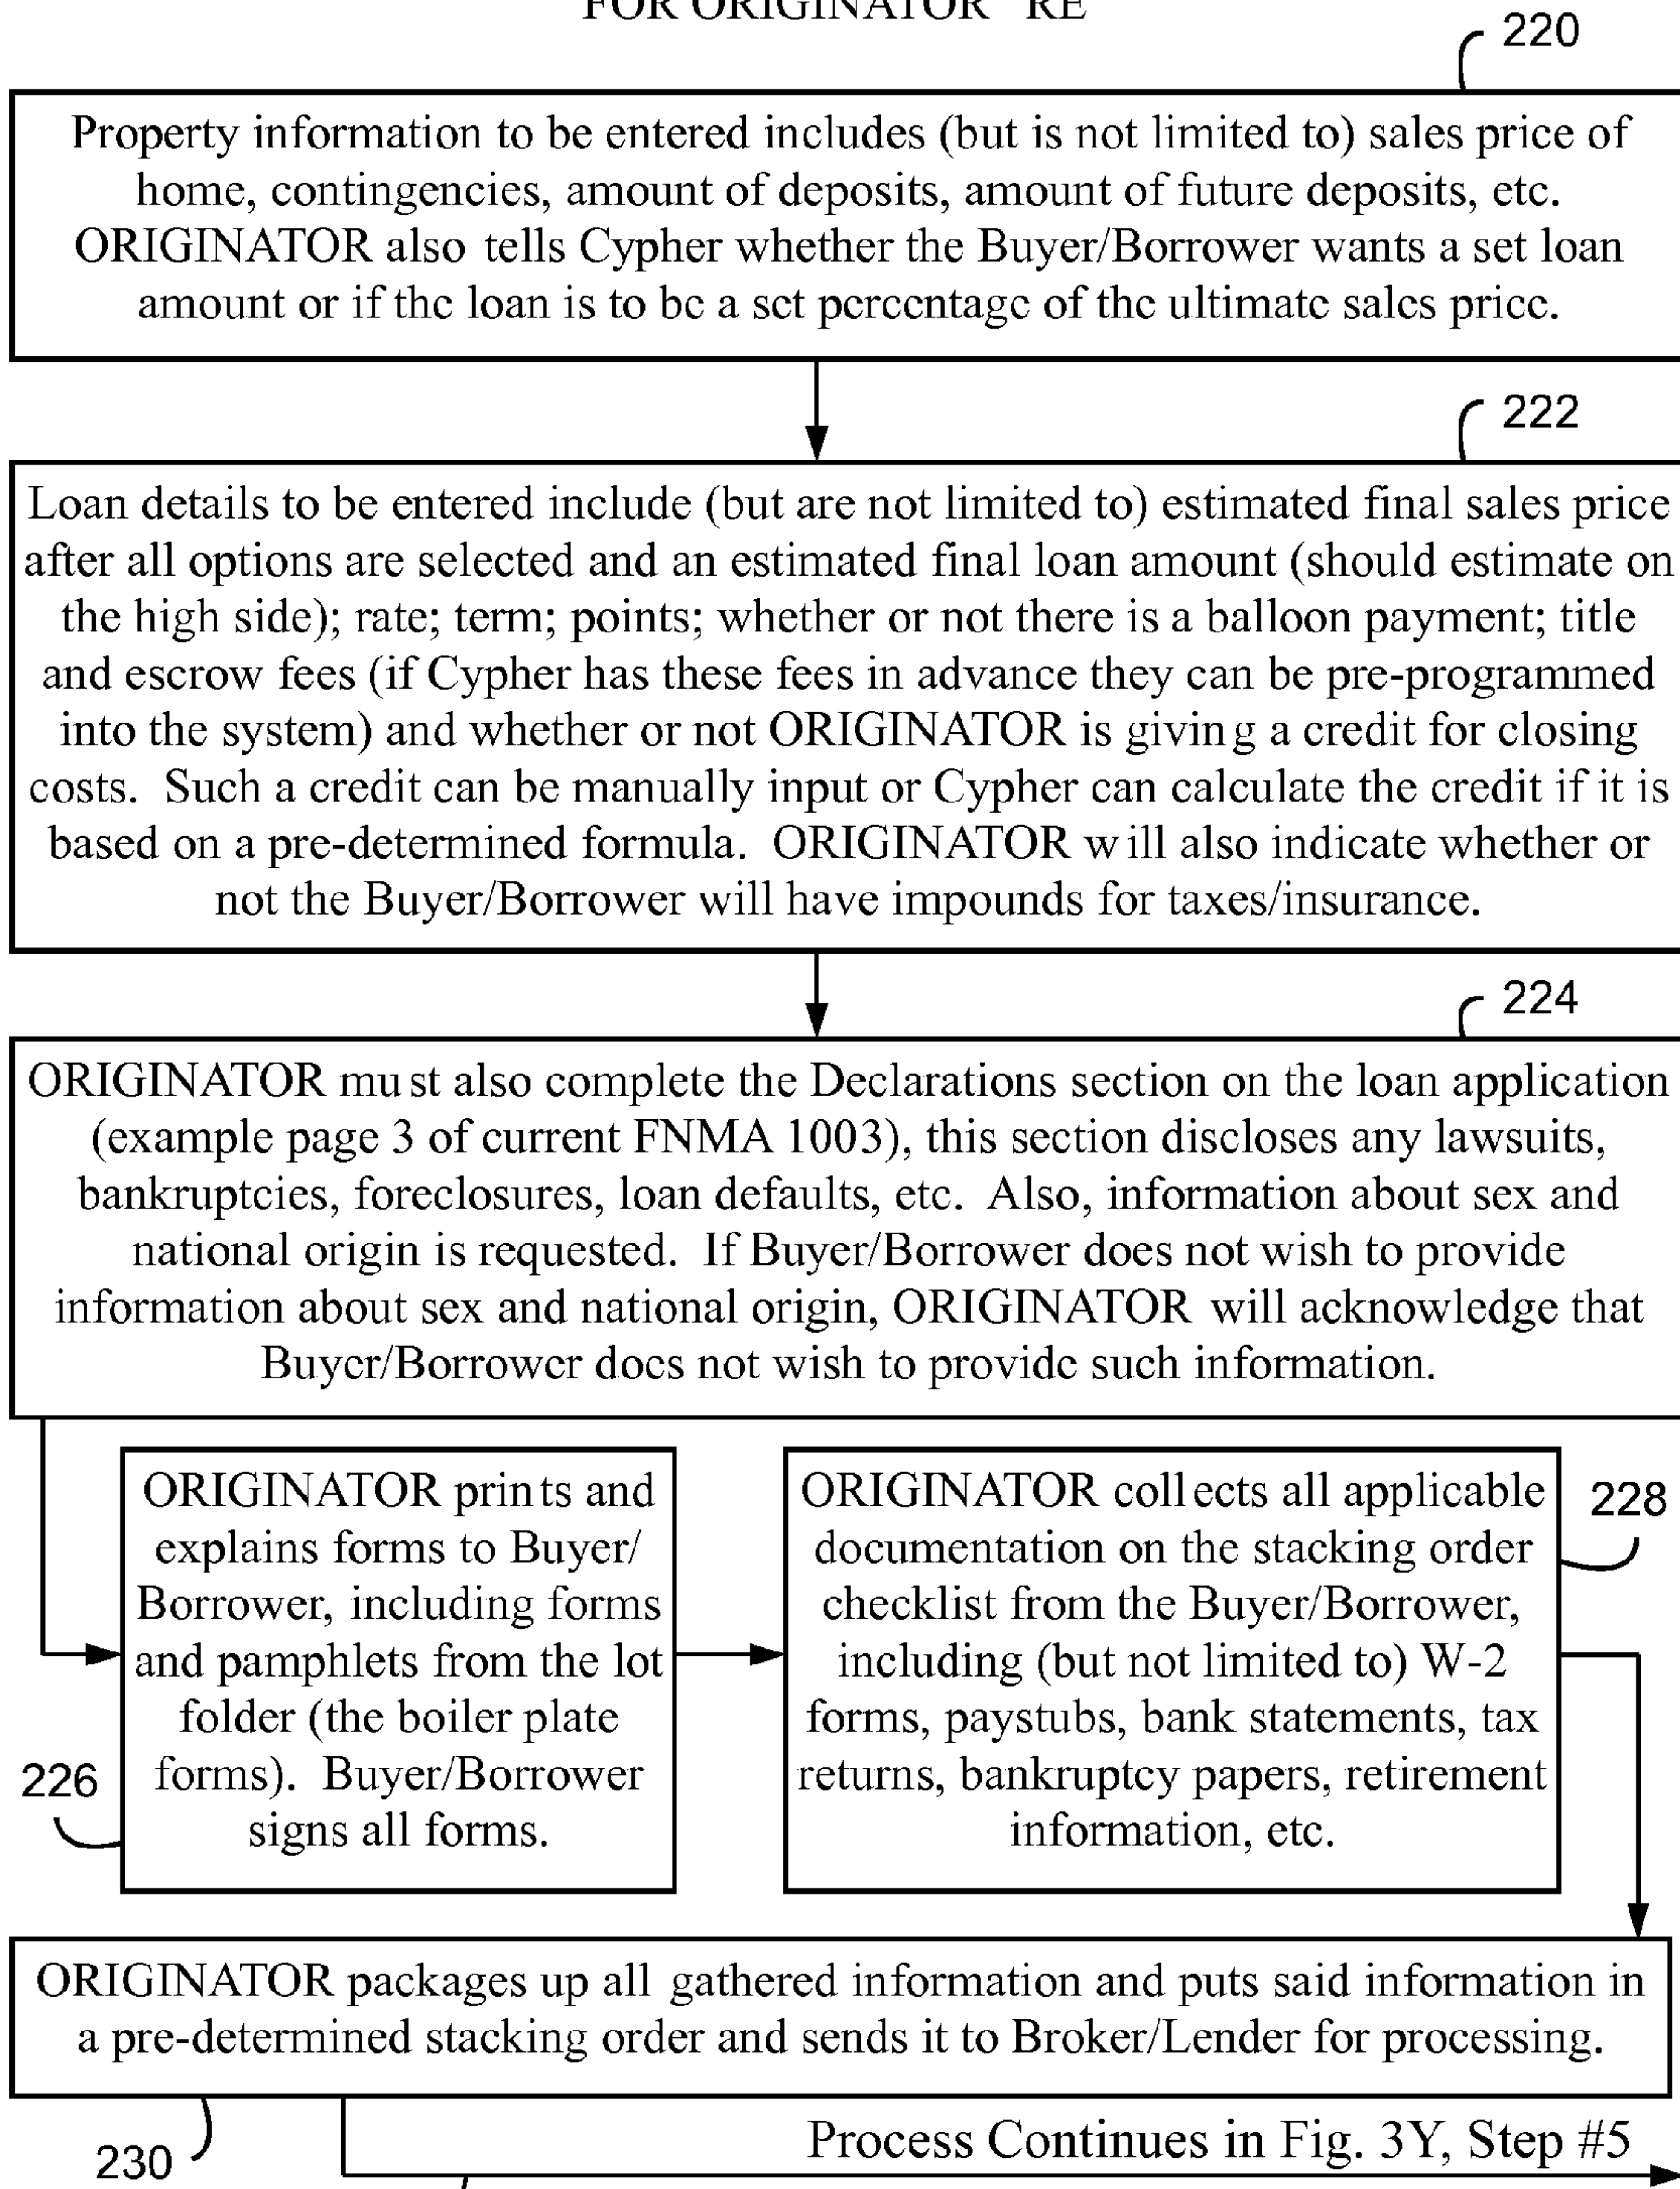 FOR ORIGINATOR RE
220
Property information to be entered includes (but is not limited to) sales price of
home, contingencies, amount of deposits, amount of future deposits, etc.
ORIGINATOR also tells Cypher whether the Buyer/Borrower wants a set loan
amount or if the loan is to be a set percentage of the ultimate sales price.
222
Loan details to be entered include (but are not limited to) estimated final sales price
after all options are selected and an estimated final loan amount (should estimate on
the high side); rate; term; points; whether or not there is a balloon payment; title
and escrow fees (if Cypher has these fees in advance they can be pre-programmed
into the system) and whether or not ORIGINATOR is giving a credit for closing
costs. Such a credit can be manually input or Cypher can calculate the credit if it is
based on a pre-determined formula. ORIGINATOR will also indicate whether or
not the Buyer/Borrower will have impounds for taxes/insurance.
224
ORIGINATOR must also complete the Declarations section on the loan application
(example page 3 of current FNMA 1003), this section discloses any lawsuits,
bankruptcies, foreclosures, loan defaults, etc. Also, information about sex and
national origin is requested. If Buyer/Borrower does not wish to provide
information about sex and national origin, ORIGINATOR will acknowledge that
Buyer/Borrower does not wish to provide such information.
ORIGINATOR prints and
explains forms to Buyer/
Borrower, including forms
and pamphlets from the lot
folder (the boiler plate
forms). Buyer/Borrower
signs all forms.
226
ORIGINATOR collects all applicable
documentation on the stacking order
checklist from the Buyer/Borrower,
including (but not limited to) W-2
forms, paystubs, bank statements, tax
returns, bankruptcy papers, retirement
information, etc.
228
ORIGINATOR packages up all gathered information and puts said information in
a pre-determined stacking order and sends it to Broker/Lender for processing.
230
Process Continues in Fig. 3Y, Step #5